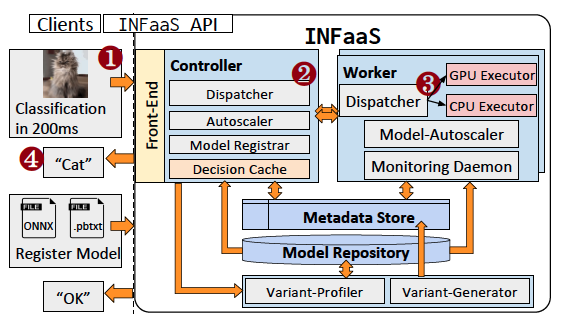 Clients
INFaaS API
INFaaS
1
Classification
in 200ms
4
"Cat"
FILE
ONNX
FILE
.pbtxt
Register Model
"OK"
Front-End
Controller
2
Dispatcher
Autoscaler
Model Registrar
Decision Cache
Worker
3
Dispatcher
GPU Executor
CPU Executor
Model-Autoscaler
Monitoring Daemon
Metadata Store
Model Repository
Variant-Profiler
Variant-Generator